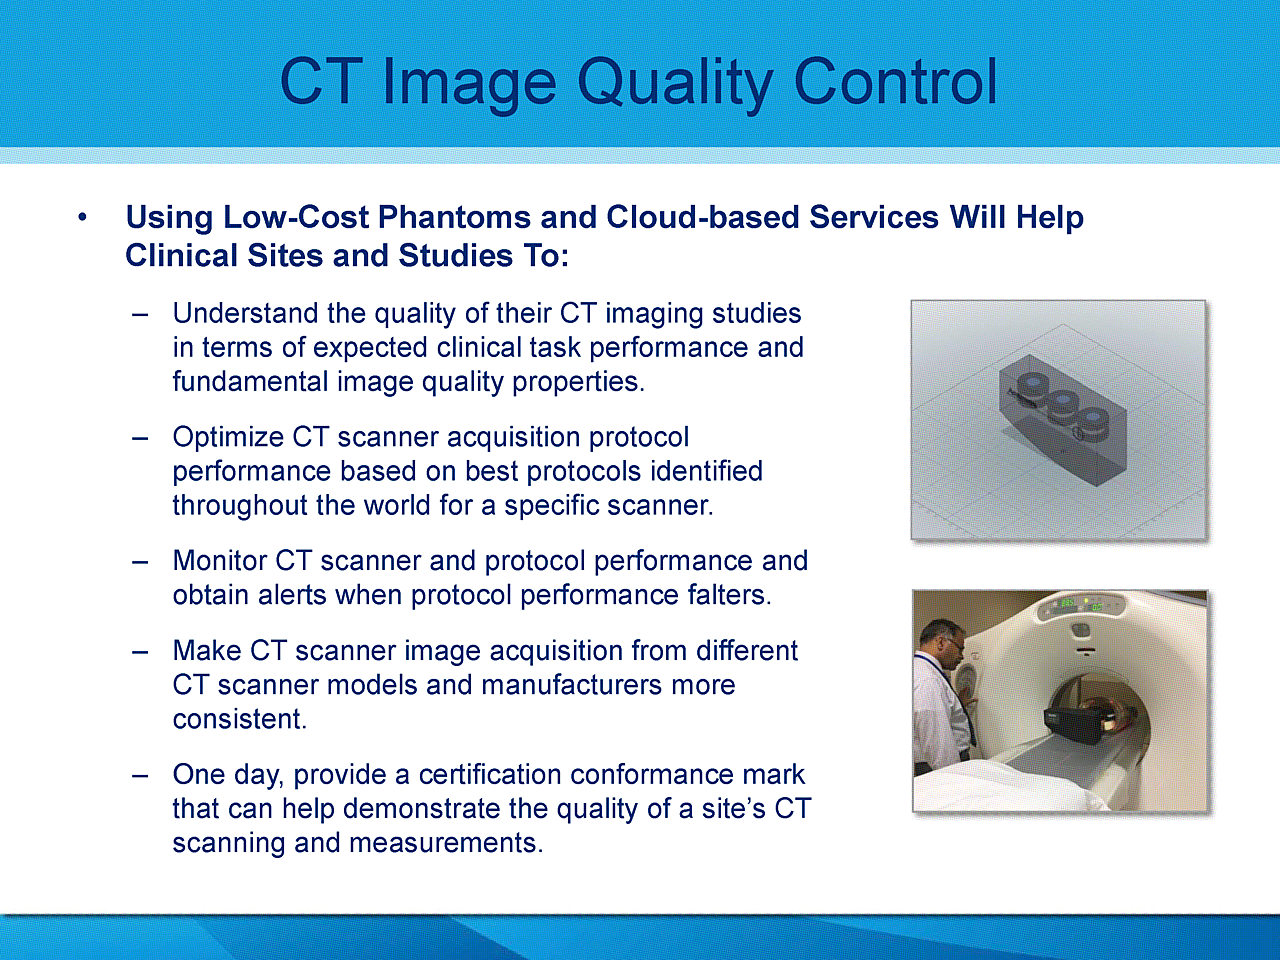 CT Image Quality Control
• Using Low-Cost Phantoms and Cloud-based Services Will Help
Clinical Sites and Studies To:
– Understand the quality of their CT imaging studies
in terms of expected clinical task performance and
fundamental image quality properties.
– Optimize CT scanner acquisition protocol
performance based on best protocols identified
throughout the world for a specific scanner.
– Monitor CT scanner and protocol performance and
obtain alerts when protocol performance falters.
– Make CT scanner image acquisition from different
CT scanner models and manufacturers more
consistent.
– One day, provide a certification conformance mark
that can help demonstrate the quality of a site’s CT
scanning and measurements.